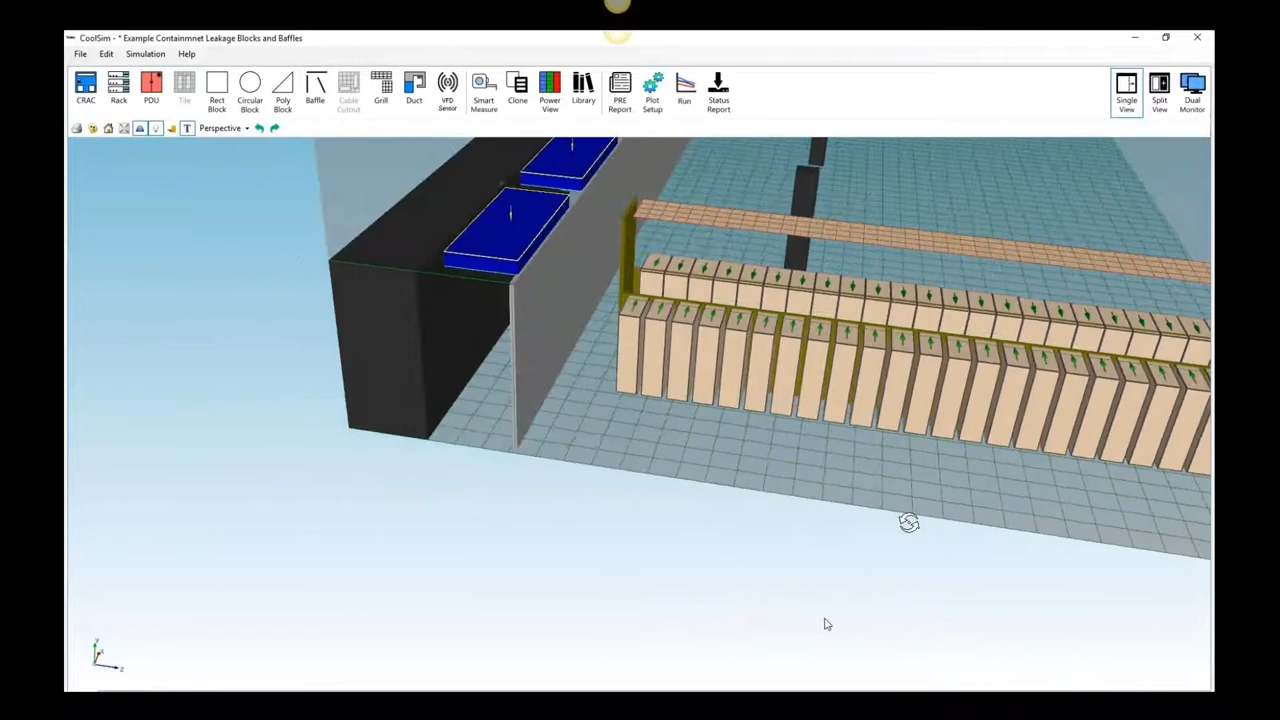 CoolSim - * Example Containmnet Leakage Blocks and Baffles
File Edit Simulation Help
CRAC Rack PDU Tile Rect Block Circular Block Poly Block Baffle Cable Cutout Grill Duct VFD Sensor Smart Measure Clone Power View Library PRE Report Plot Setup Run Status Report Single View Split View Dual Monitor
T Perspective
Y
X
Z